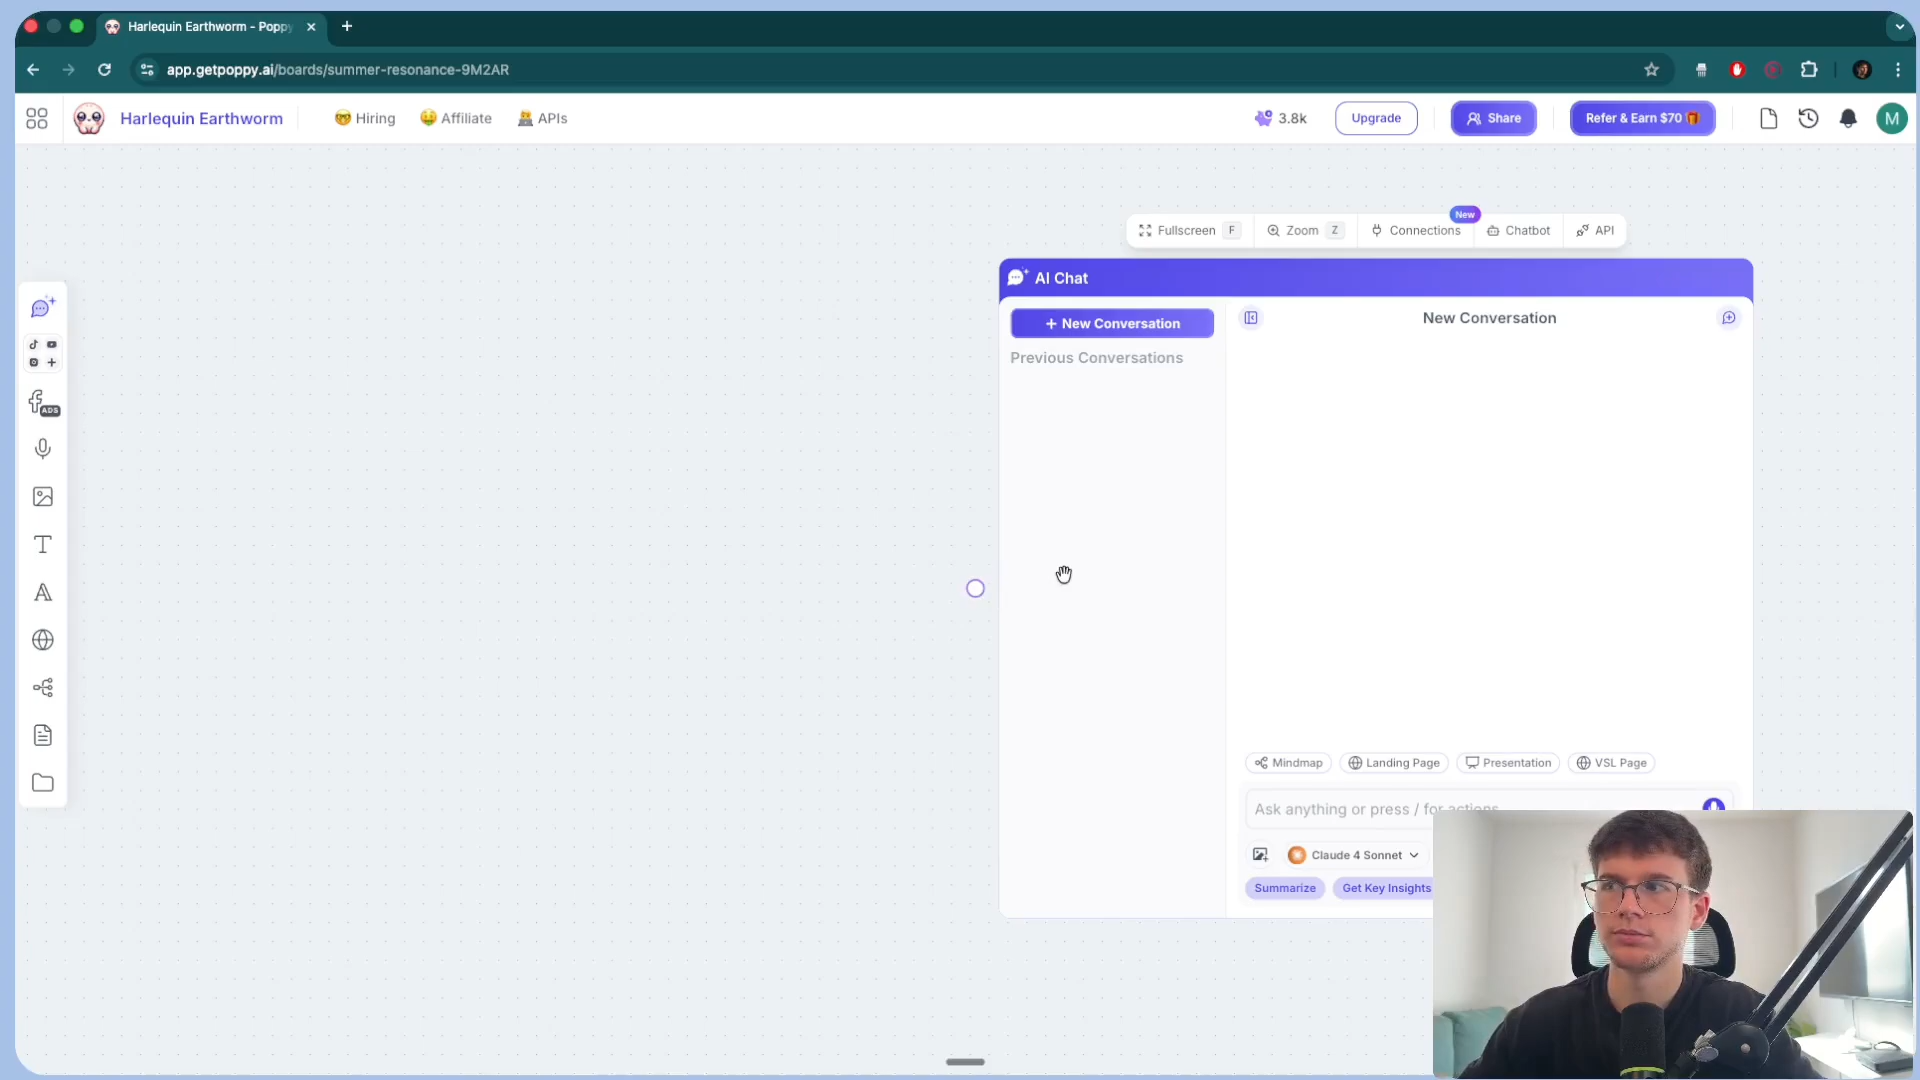 Harlequin Earthworm - Poppy
app.getpoppy.ai/boards/summer-resonance-9M2AR
Harlequin Earthworm
🤓 Hiring
🤑 Affiliate
🧑‍💻 APIs
3.8k
Upgrade
Share
Refer & Earn $70 🎁
M
New
Fullscreen F
Zoom Z
Connections
Chatbot
API
AI Chat
+ New Conversation
New Conversation
Previous Conversations
ADS
Mindmap
Landing Page
Presentation
VSL Page
Ask anything or press / for actions
Claude 4 Sonnet
Summarize
Get Key Insights